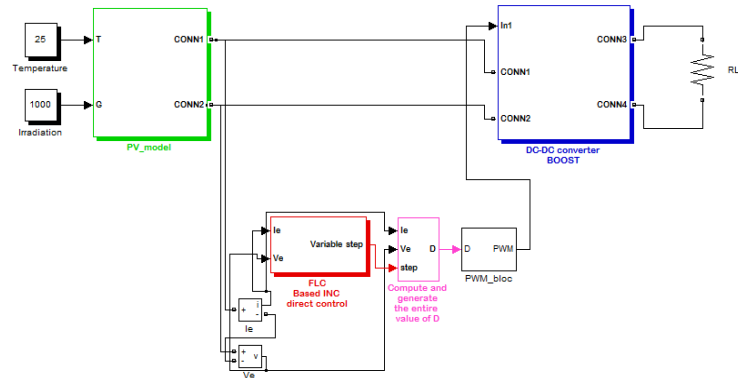 25
Temperature
1000
Irradiation
T
G
CONN1
CONN2
PV_model
In1
CONN1
CONN2
CONN3
CONN4
DC-DC converter
BOOST
RL
Ie
Ve
Variable step
FLC
Based INC
direct control
Ie
Ve
step
D
Compute and
generate
the entire
value of D
D
PWM
PWM_bloc
+
i
-
Ie
+
-
v
Ve